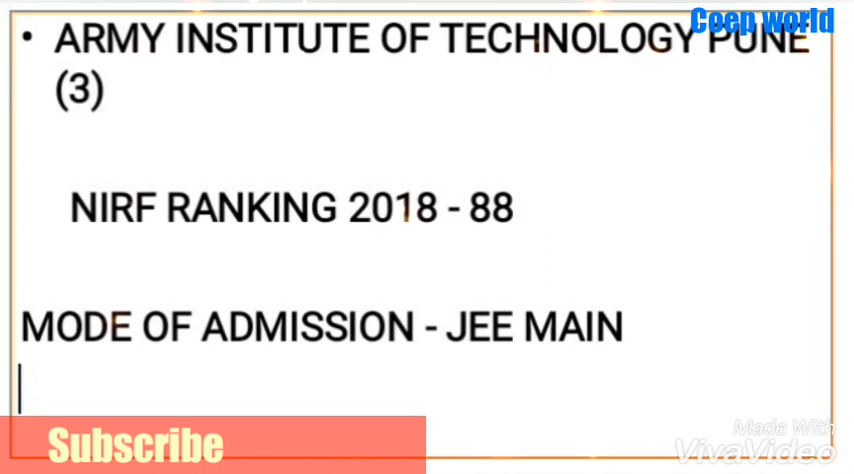 Coep world
• ARMY INSTITUTE OF TECHNOLOGY PUNE
(3)
NIRF RANKING 2018 - 88
MODE OF ADMISSION - JEE MAIN
Subscribe
Made With
VivaVideo